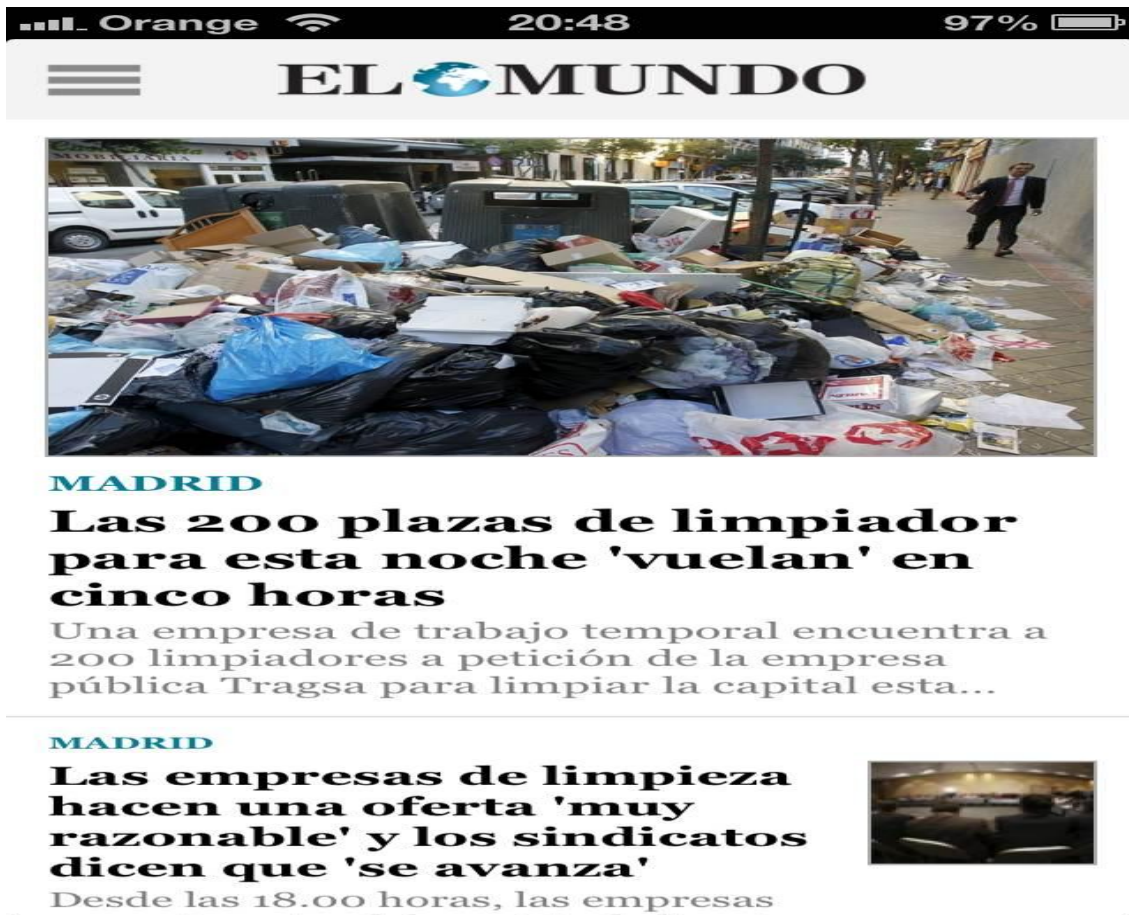 Orange 20:48 97%
EL MUNDO
MOBILIARIA
MADRID
Las 200 plazas de limpiador
para esta noche 'vuelan' en
cinco horas
Una empresa de trabajo temporal encuentra a
200 limpiadores a petición de la empresa
pública Tragsa para limpiar la capital esta...
MADRID
Las empresas de limpieza
hacen una oferta 'muy
razonable' y los sindicatos
dicen que 'se avanza'
Desde las 18.00 horas, las empresas